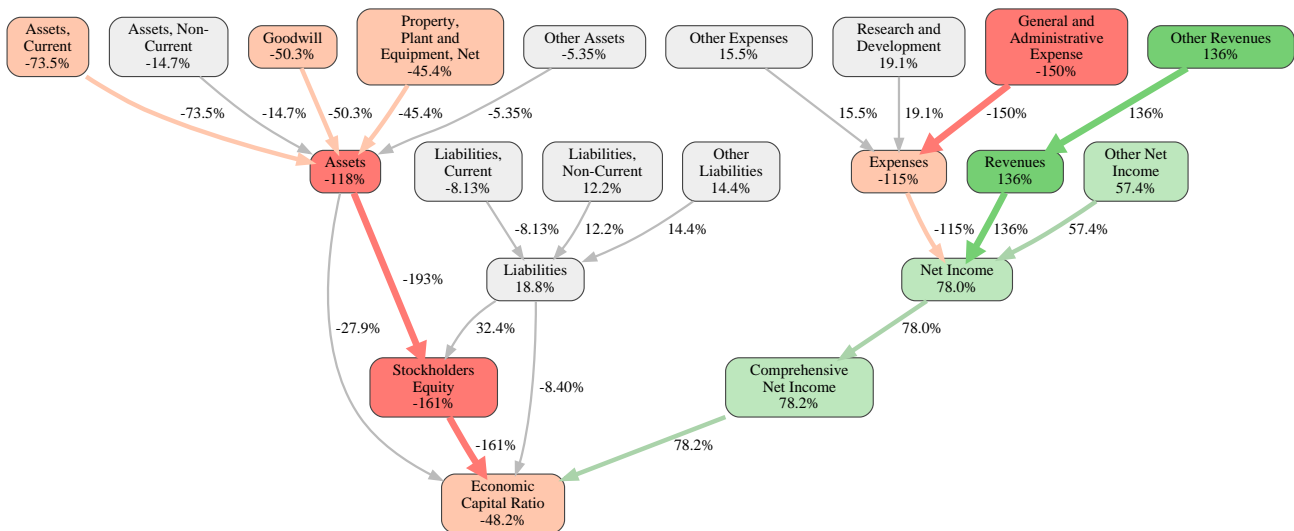 Assets,
Current
-73.5%
Assets, Non-
Current
-14.7%
Goodwill
-50.3%
Property,
Plant and
Equipment, Net
-45.4%
Other Assets
-5.35%
Other Expenses
15.5%
Research and
Development
19.1%
General and
Administrative
Expense
-150%
Other Revenues
136%
-73.5%
-14.7%
-50.3%
-45.4%
-5.35%
15.5%
19.1%
-150%
136%
Assets
-118%
Liabilities,
Current
-8.13%
Liabilities,
Non-Current
12.2%
Other
Liabilities
14.4%
Expenses
-115%
Revenues
136%
Other Net
Income
57.4%
-8.13%
12.2%
14.4%
-115%
136%
57.4%
Liabilities
18.8%
Net Income
78.0%
-193%
-27.9%
32.4%
78.0%
Stockholders
Equity
-161%
-8.40%
Comprehensive
Net Income
78.2%
-161%
78.2%
Economic
Capital Ratio
-48.2%